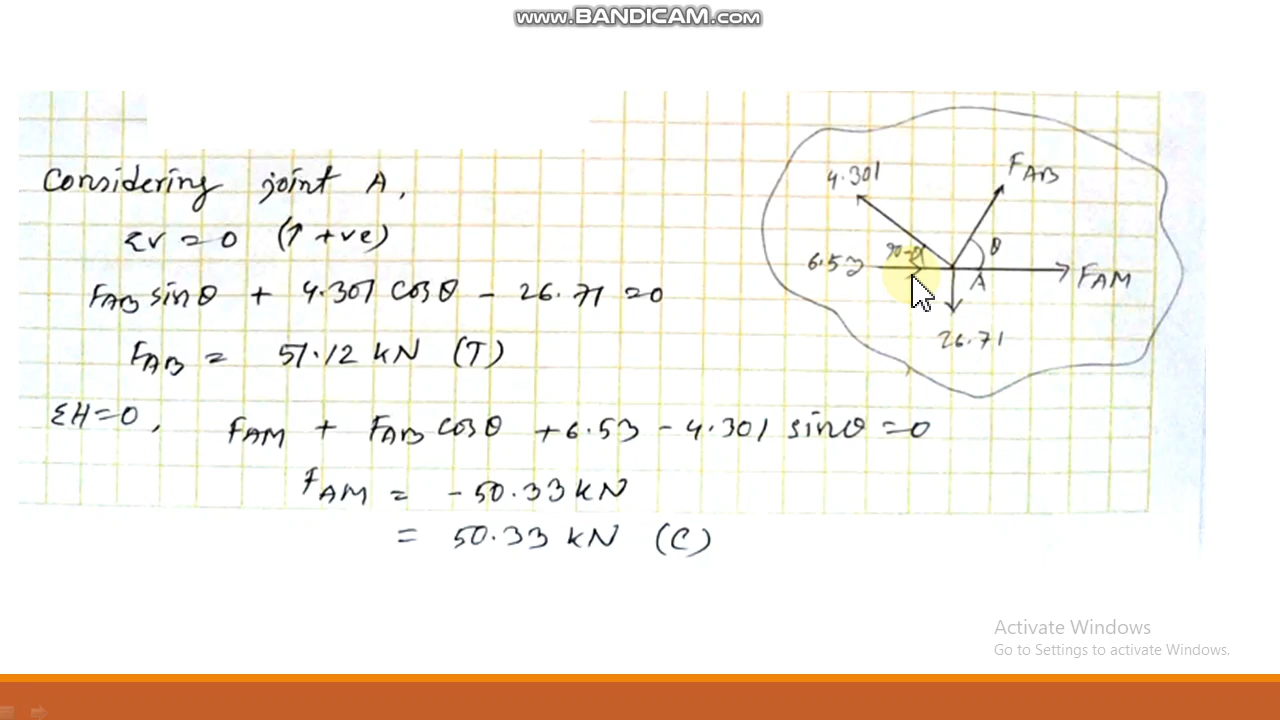 www.BANDICAM.com
Considering joint A,
ΣV = 0 (↑ +ve)
FAB sinθ + 4.301 cosθ - 26.71 = 0
FAB = 51.12 kN (T)
ΣH = 0, FAM + FAB cosθ + 6.53 - 4.301 sinθ = 0
FAM = - 50.33 kN
= 50.33 kN (C)
4.301
FAB
90-θ
θ
6.53
A
FAM
26.71
Activate Windows
Go to Settings to activate Windows.